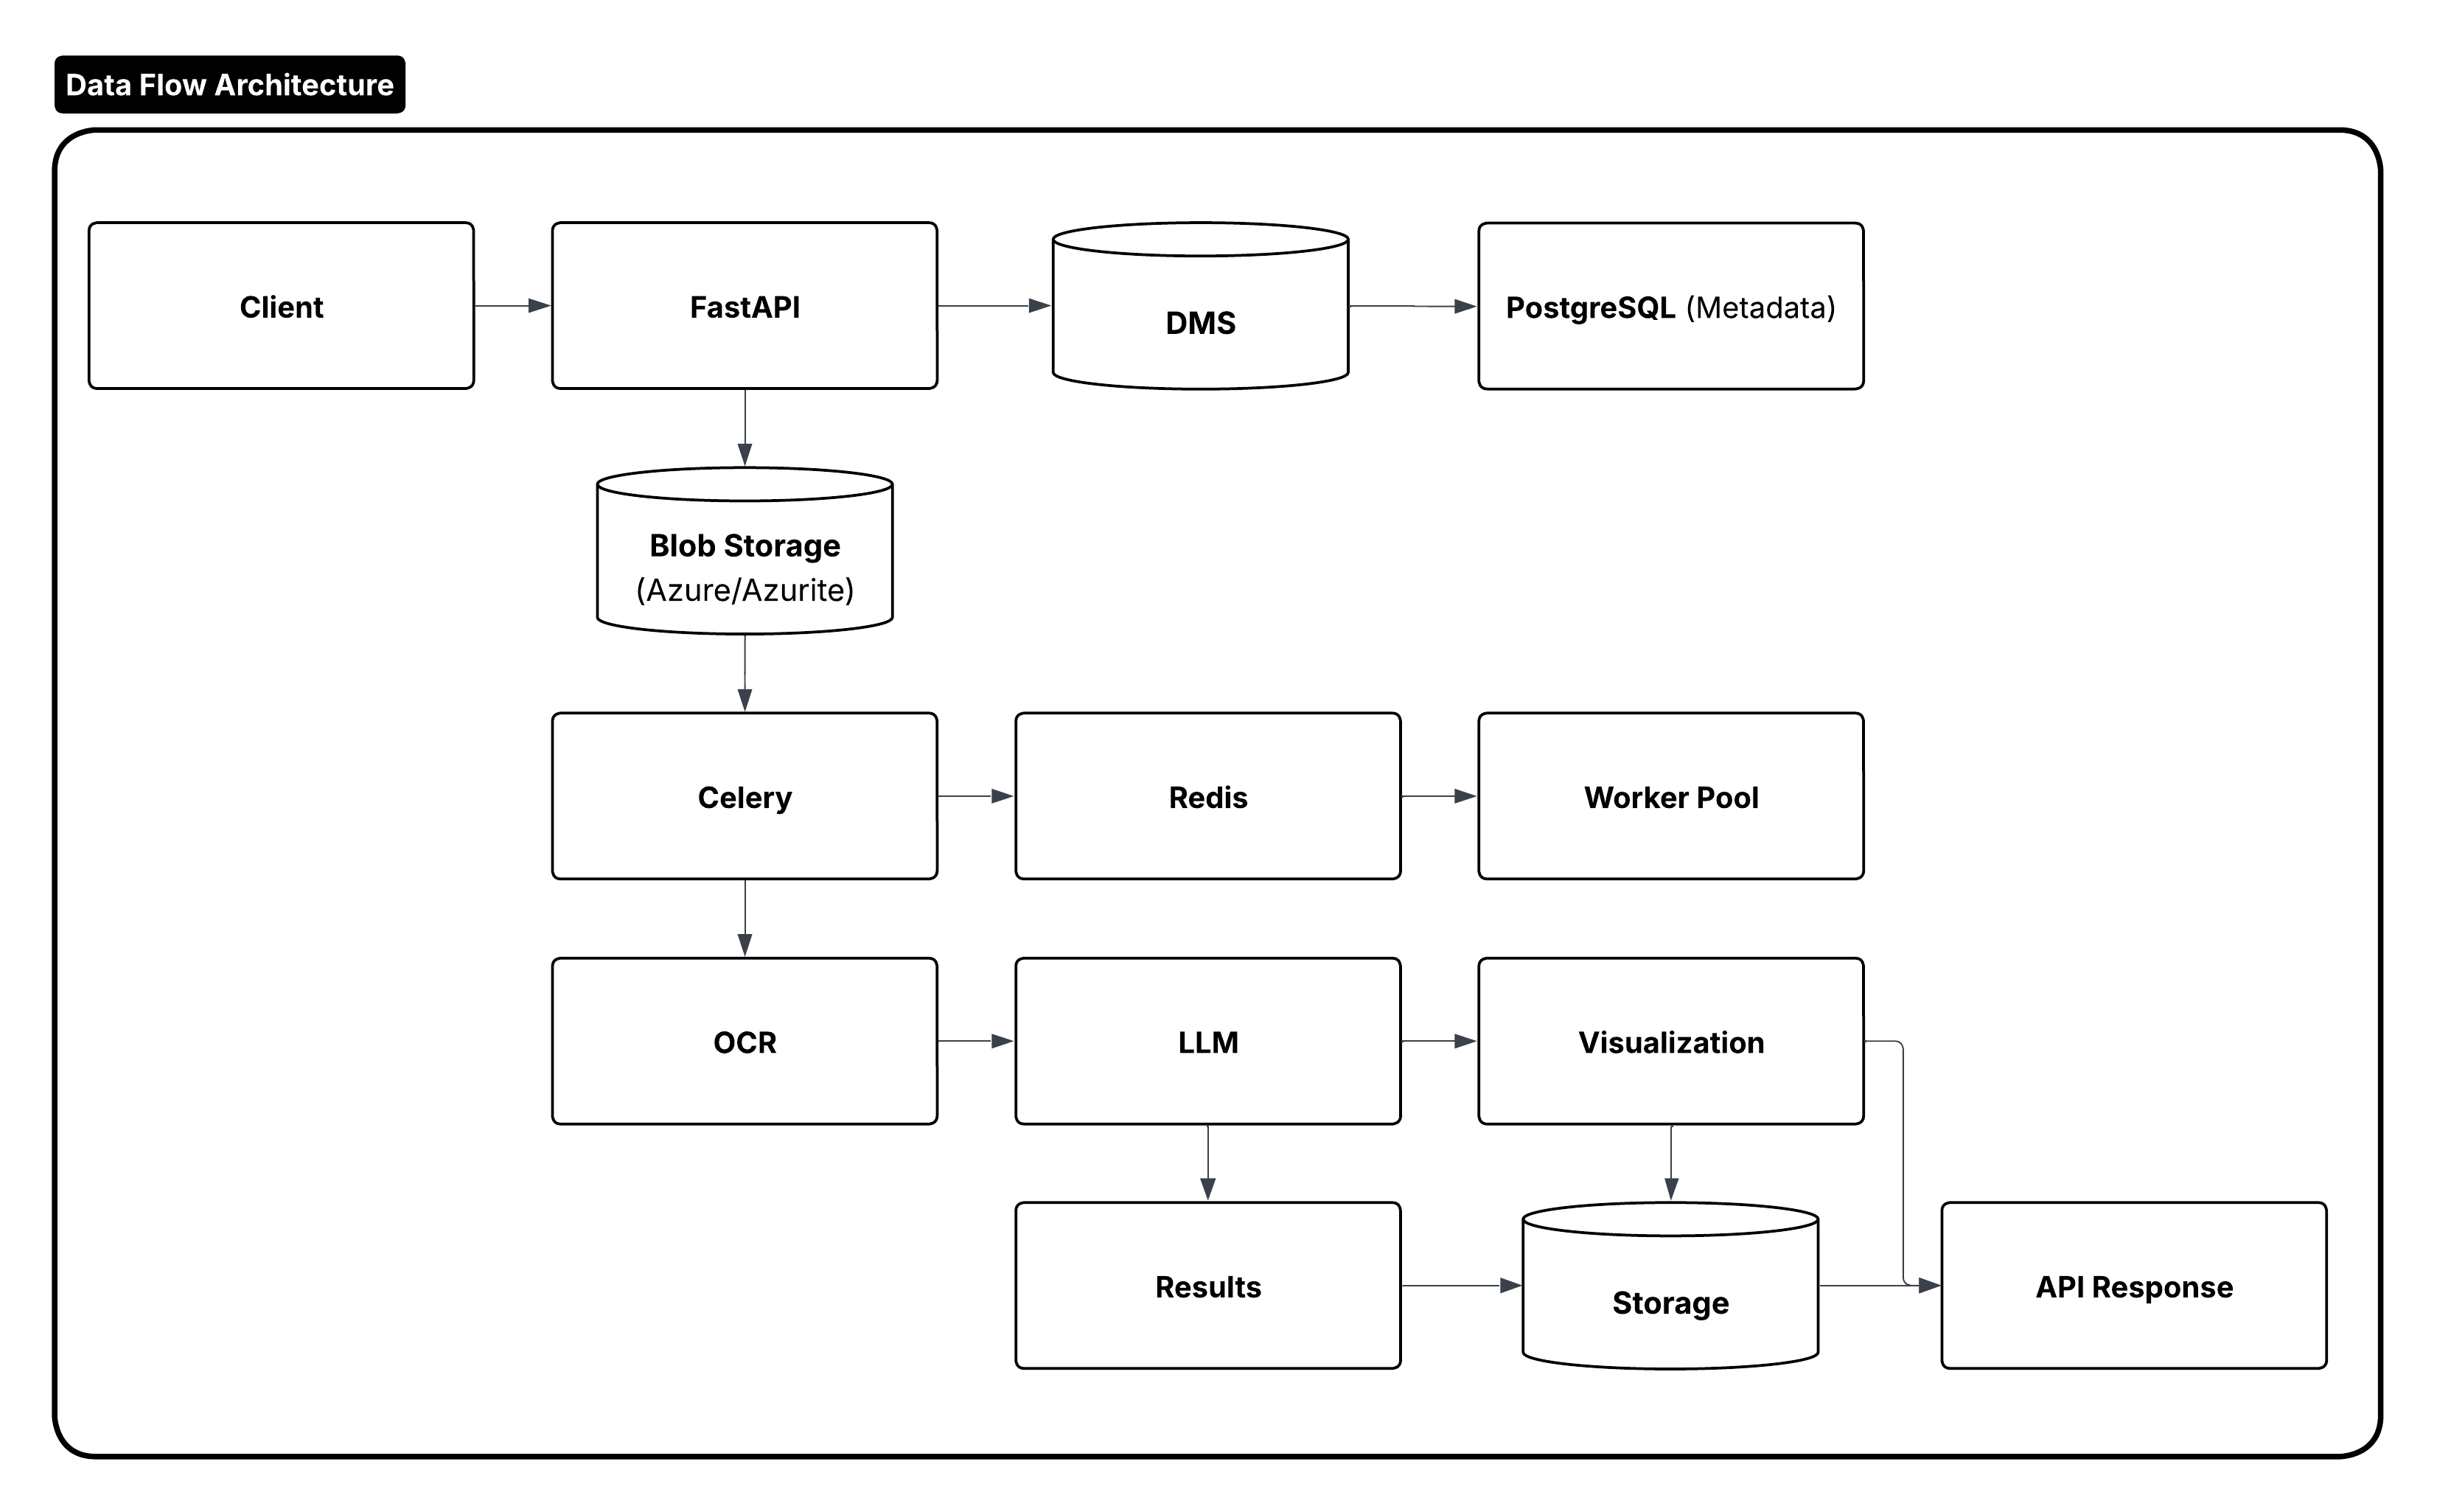 Data Flow Architecture
Client
FastAPI
DMS
PostgreSQL (Metadata)
Blob Storage
(Azure/Azurite)
Celery
Redis
Worker Pool
OCR
LLM
Visualization
Results
Storage
API Response